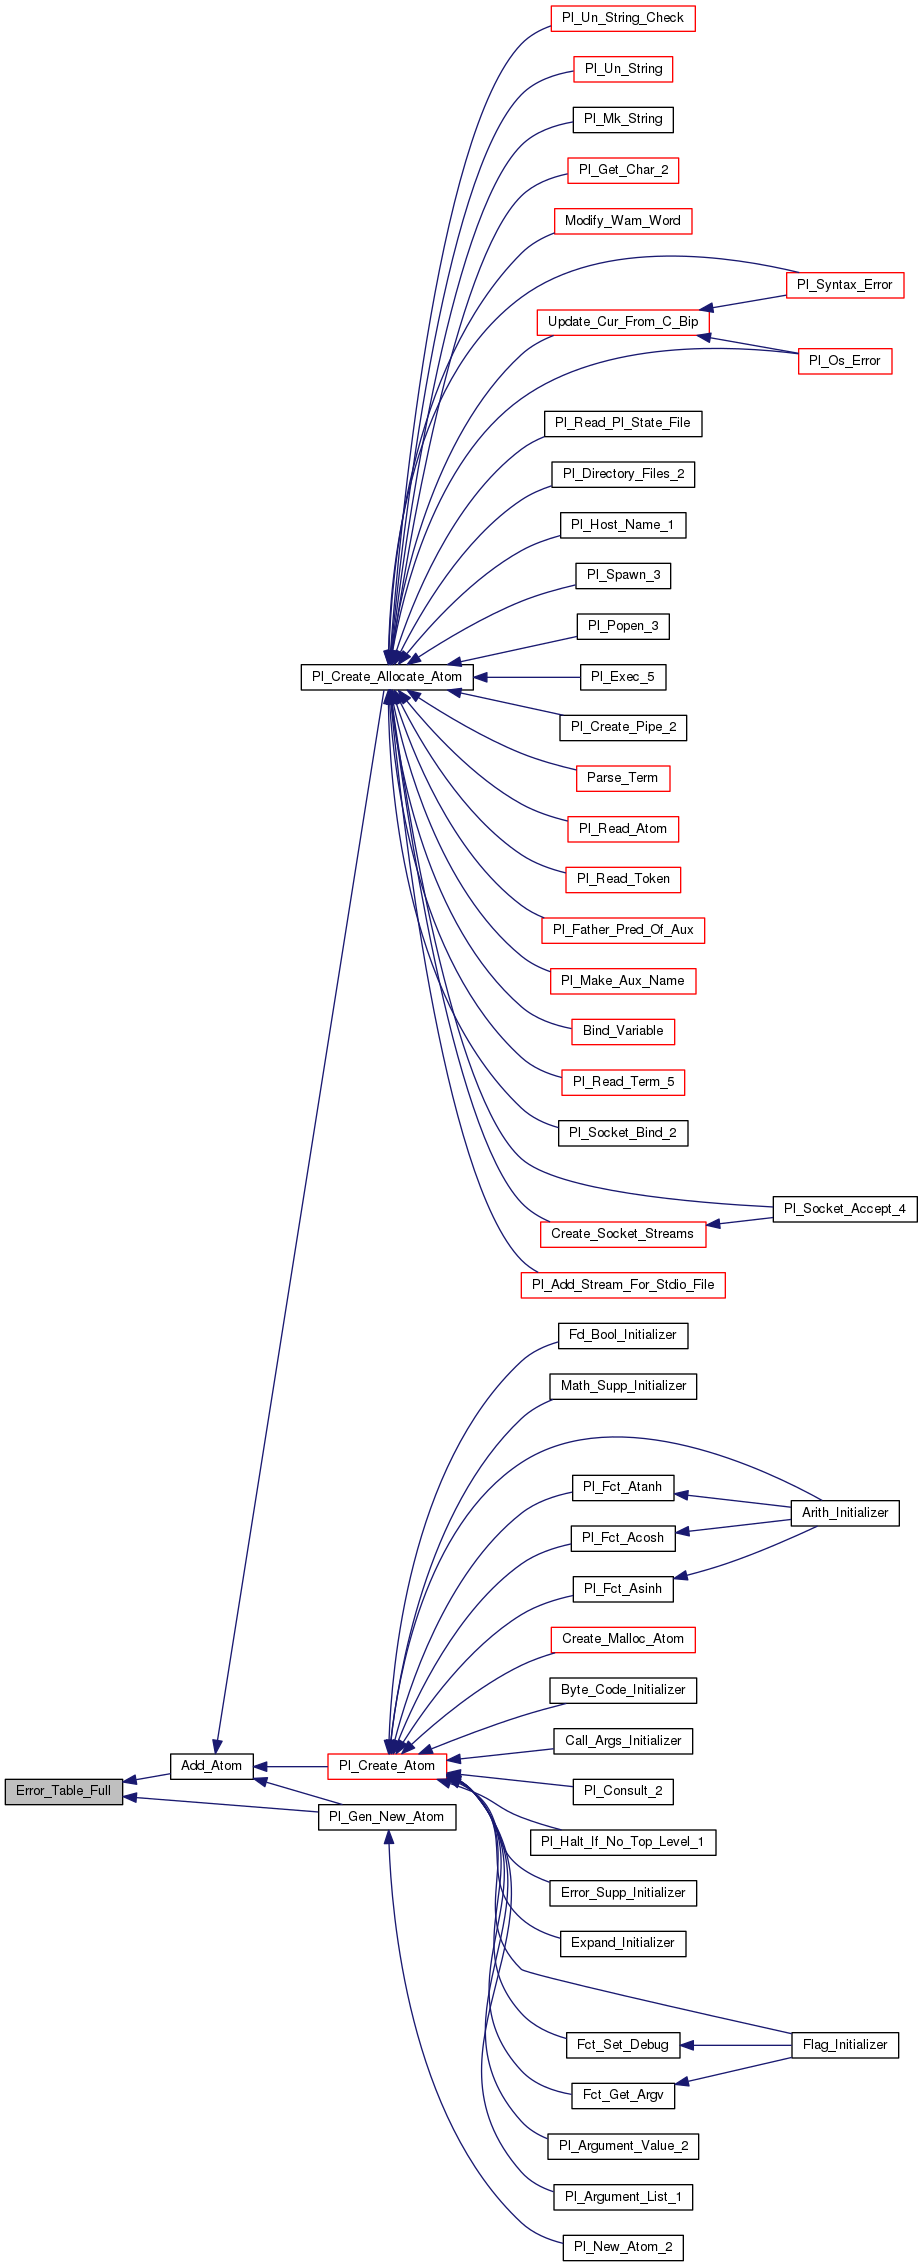 Pl_Un_String_Check
Pl_Un_String
Pl_Mk_String
Pl_Get_Char_2
Modify_Wam_Word
Pl_Syntax_Error
Update_Cur_From_C_Bip
Pl_Os_Error
Pl_Read_Pl_State_File
Pl_Directory_Files_2
Pl_Host_Name_1
Pl_Spawn_3
Pl_Popen_3
Pl_Create_Allocate_Atom
Pl_Exec_5
Pl_Create_Pipe_2
Parse_Term
Pl_Read_Atom
Pl_Read_Token
Pl_Father_Pred_Of_Aux
Pl_Make_Aux_Name
Bind_Variable
Pl_Read_Term_5
Pl_Socket_Bind_2
Pl_Socket_Accept_4
Create_Socket_Streams
Pl_Add_Stream_For_Stdio_File
Fd_Bool_Initializer
Math_Supp_Initializer
Pl_Fct_Atanh
Arith_Initializer
Pl_Fct_Acosh
Pl_Fct_Asinh
Create_Malloc_Atom
Byte_Code_Initializer
Call_Args_Initializer
Add_Atom
Pl_Create_Atom
Error_Table_Full
Pl_Consult_2
Pl_Gen_New_Atom
Pl_Halt_If_No_Top_Level_1
Error_Supp_Initializer
Expand_Initializer
Fct_Set_Debug
Flag_Initializer
Fct_Get_Argv
Pl_Argument_Value_2
Pl_Argument_List_1
Pl_New_Atom_2